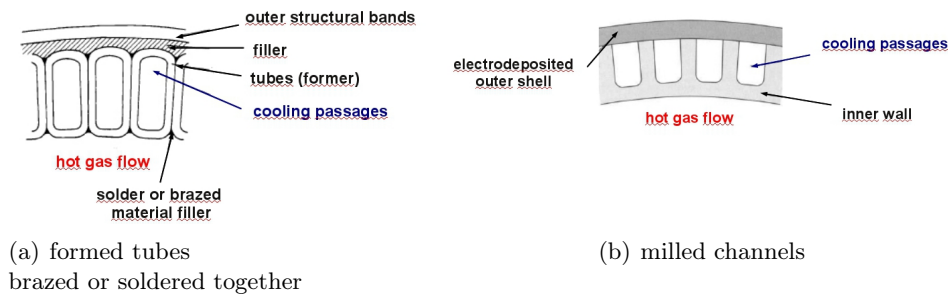 outer structural bands
filler
tubes (former)
cooling passages
hot gas flow
solder or brazed
material filler
(a) formed tubes
brazed or soldered together
electrodeposited
outer shell
cooling passages
inner wall
hot gas flow
(b) milled channels